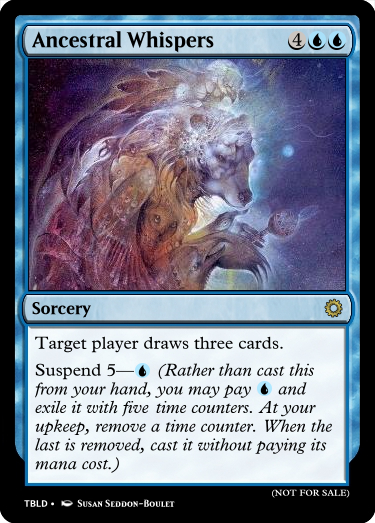 Ancestral Whispers 4
Sorcery
Target player draws three cards.
Suspend 5— (Rather than cast this
from your hand, you may pay and
exile it with five time counters. At your
upkeep, remove a time counter. When the
last is removed, cast it without paying its
mana cost.)
(NOT FOR SALE)
TBLD • Susan Seddon-Boulet